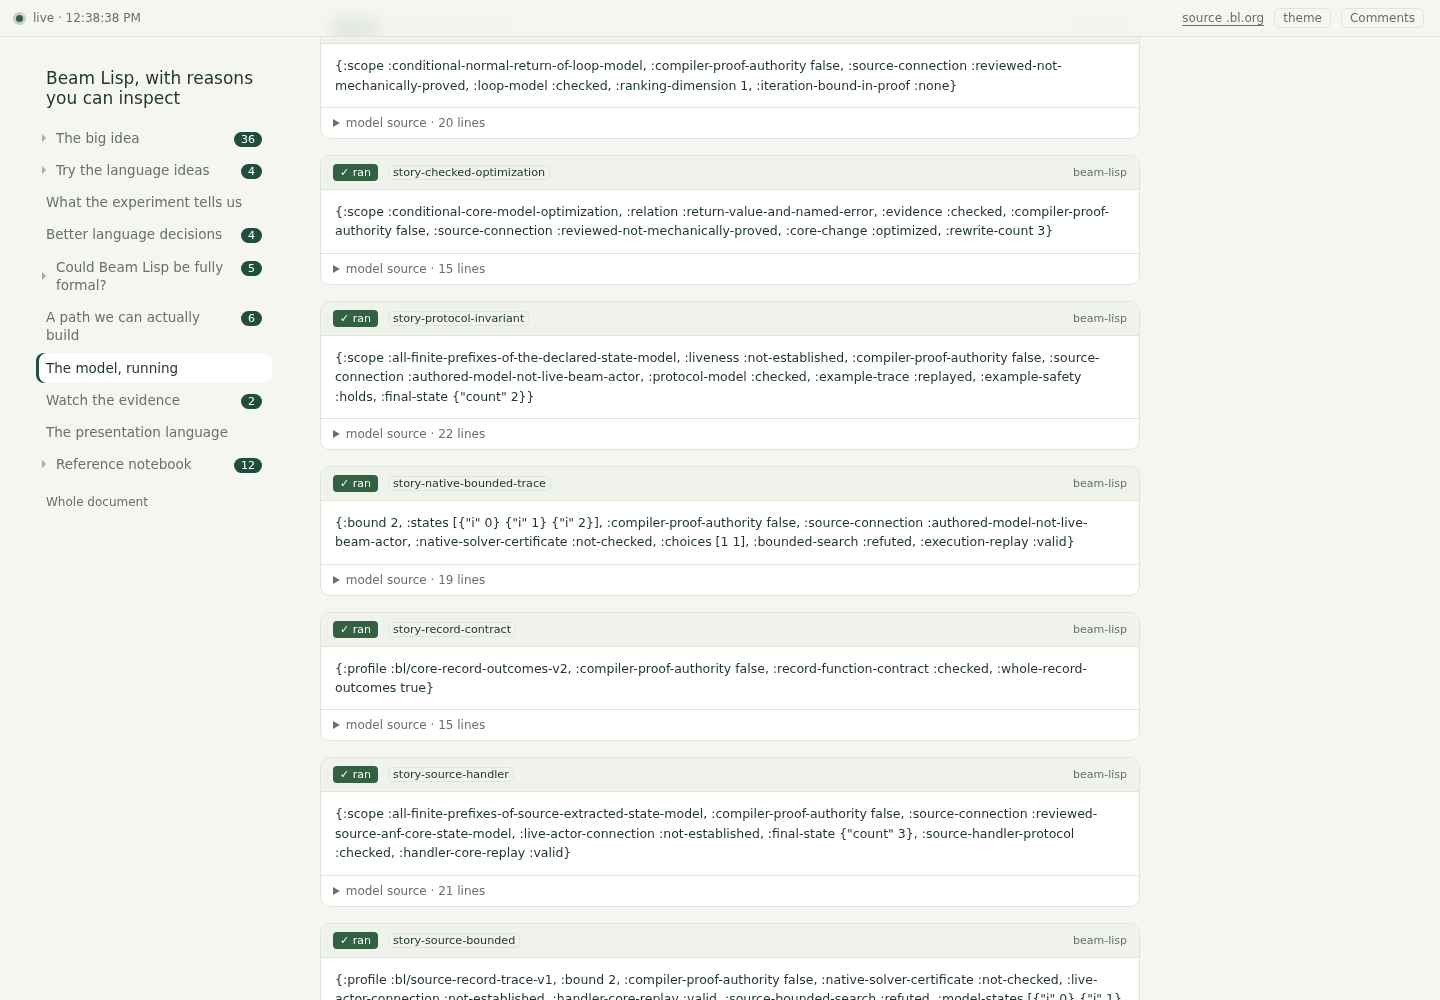 live · 12:38:38 PM
source .bl.org
theme
Comments
Beam Lisp, with reasons
you can inspect
The big idea
36
Try the language ideas
4
What the experiment tells us
Better language decisions
4
Could Beam Lisp be fully
formal?
5
A path we can actually
build
6
The model, running
Watch the evidence
2
The presentation language
Reference notebook
12
Whole document
{:scope :conditional-normal-return-of-loop-model, :compiler-proof-authority false, :source-connection :reviewed-not-
mechanically-proved, :loop-model :checked, :ranking-dimension 1, :iteration-bound-in-proof :none}
model source · 20 lines
✓ ran
story-checked-optimization
beam-lisp
{:scope :conditional-core-model-optimization, :relation :return-value-and-named-error, :evidence :checked, :compiler-proof-
authority false, :source-connection :reviewed-not-mechanically-proved, :core-change :optimized, :rewrite-count 3}
model source · 15 lines
✓ ran
story-protocol-invariant
beam-lisp
{:scope :all-finite-prefixes-of-the-declared-state-model, :liveness :not-established, :compiler-proof-authority false, :source-
connection :authored-model-not-live-beam-actor, :protocol-model :checked, :example-trace :replayed, :example-safety
:holds, :final-state {"count" 2}}
model source · 22 lines
✓ ran
story-native-bounded-trace
beam-lisp
{:bound 2, :states [{"i" 0} {"i" 1} {"i" 2}], :compiler-proof-authority false, :source-connection :authored-model-not-live-
beam-actor, :native-solver-certificate :not-checked, :choices [1 1], :bounded-search :refuted, :execution-replay :valid}
model source · 19 lines
✓ ran
story-record-contract
beam-lisp
{:profile :bl/core-record-outcomes-v2, :compiler-proof-authority false, :record-function-contract :checked, :whole-record-
outcomes true}
model source · 15 lines
✓ ran
story-source-handler
beam-lisp
{:scope :all-finite-prefixes-of-source-extracted-state-model, :compiler-proof-authority false, :source-connection :reviewed-
source-anf-core-state-model, :live-actor-connection :not-established, :final-state {"count" 3}, :source-handler-protocol
:checked, :handler-core-replay :valid}
model source · 21 lines
✓ ran
story-source-bounded
beam-lisp
{:profile :bl/source-record-trace-v1, :bound 2, :compiler-proof-authority false, :native-solver-certificate :not-checked, :live-
actor-connection :not-established, :handler-core-replay :valid, :source-bounded-search :refuted, :model-states [{"i" 0} {"i" 1}